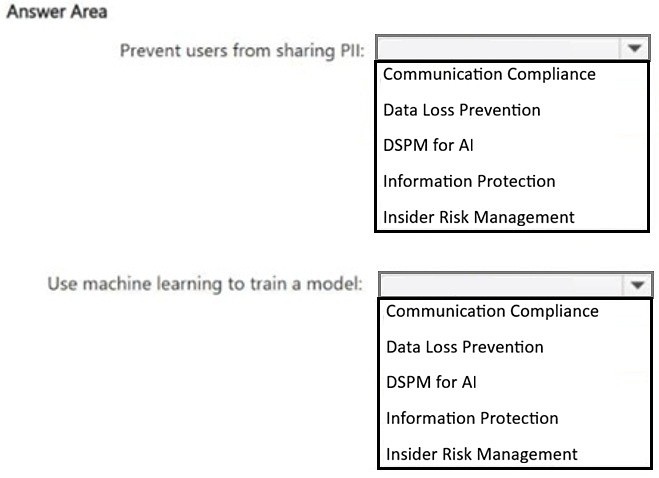 Answer Area
Prevent users from sharing PII:
Communication Compliance
Data Loss Prevention
DSPM for AI
Information Protection
Insider Risk Management
Use machine learning to train a model:
Communication Compliance
Data Loss Prevention
DSPM for AI
Information Protection
Insider Risk Management